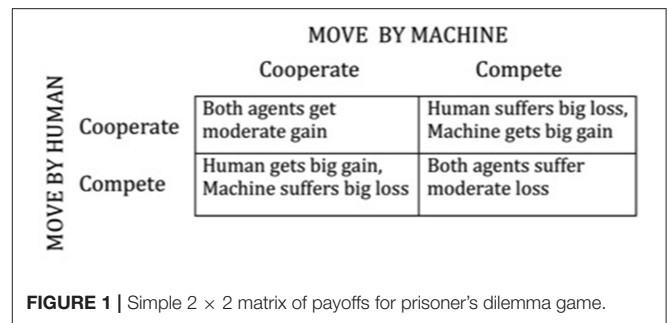 MOVE BY MACHINE
Cooperate Compete
MOVE BY HUMAN
Cooperate
Both agents get
moderate gain
Human suffers big loss,
Machine gets big gain
Compete
Human gets big gain,
Machine suffers big loss
Both agents suffer
moderate loss
FIGURE 1 | Simple 2 × 2 matrix of payoffs for prisoner's dilemma game.